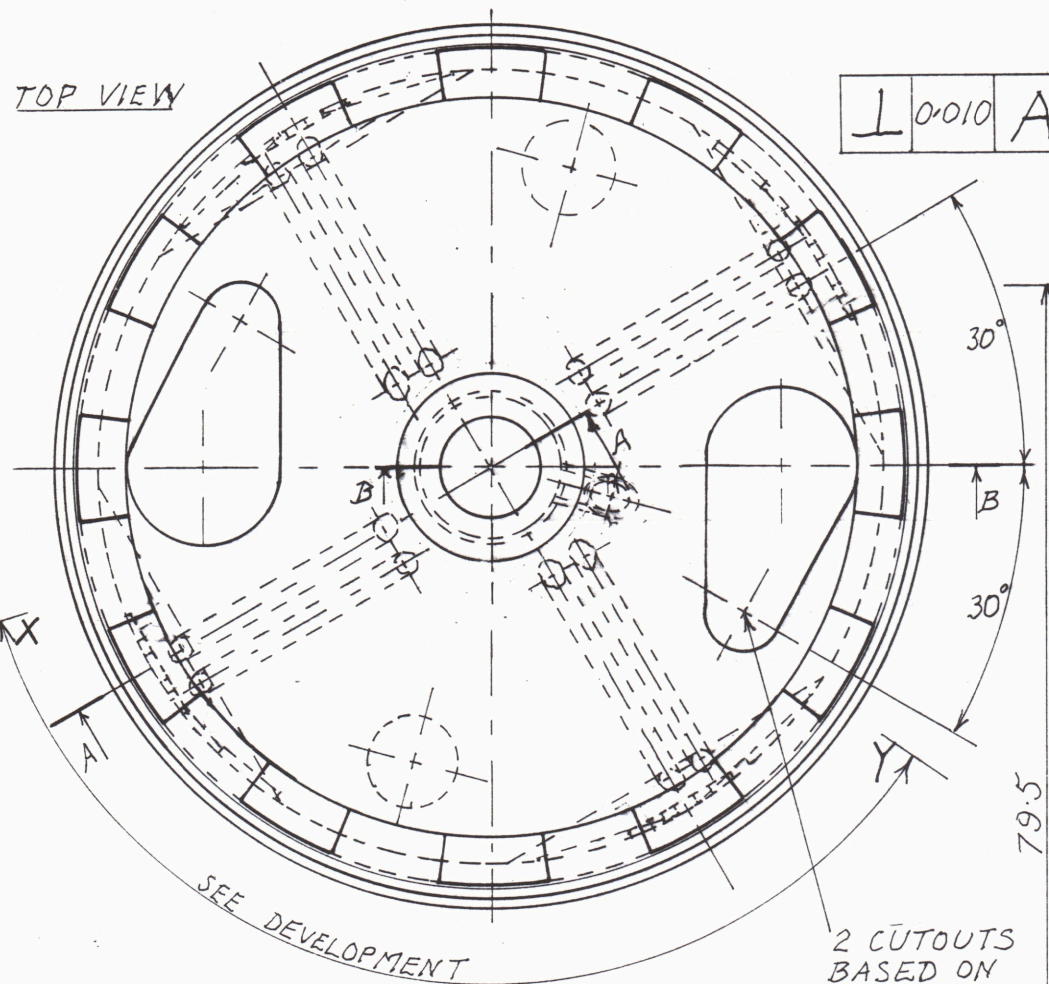 TOP VIEW
⊥ 0·010 A
30°
A
B
B
30°
X
A
Y
79·5
SEE DEVELOPMENT
2 CUTOUTS
BASED ON